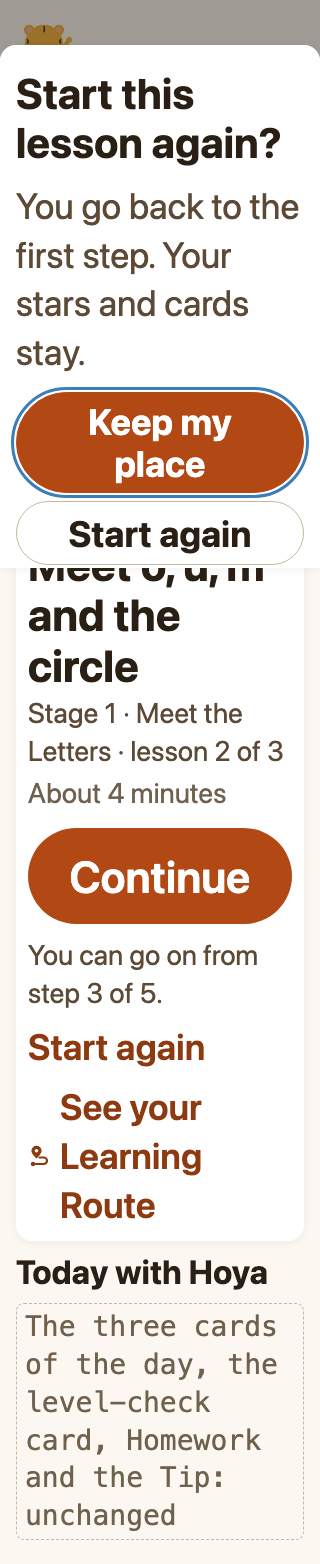 Start this
lesson again?
You go back to the
first step. Your
stars and cards
stay.
Keep my
place
Start again
Meet o, u, m
and the
circle
Stage 1 · Meet the
Letters · lesson 2 of 3
About 4 minutes
Continue
You can go on from
step 3 of 5.
Start again
See your
Learning
Route
Today with Hoya
The three cards
of the day, the
level-check
card, Homework
and the Tip:
unchanged